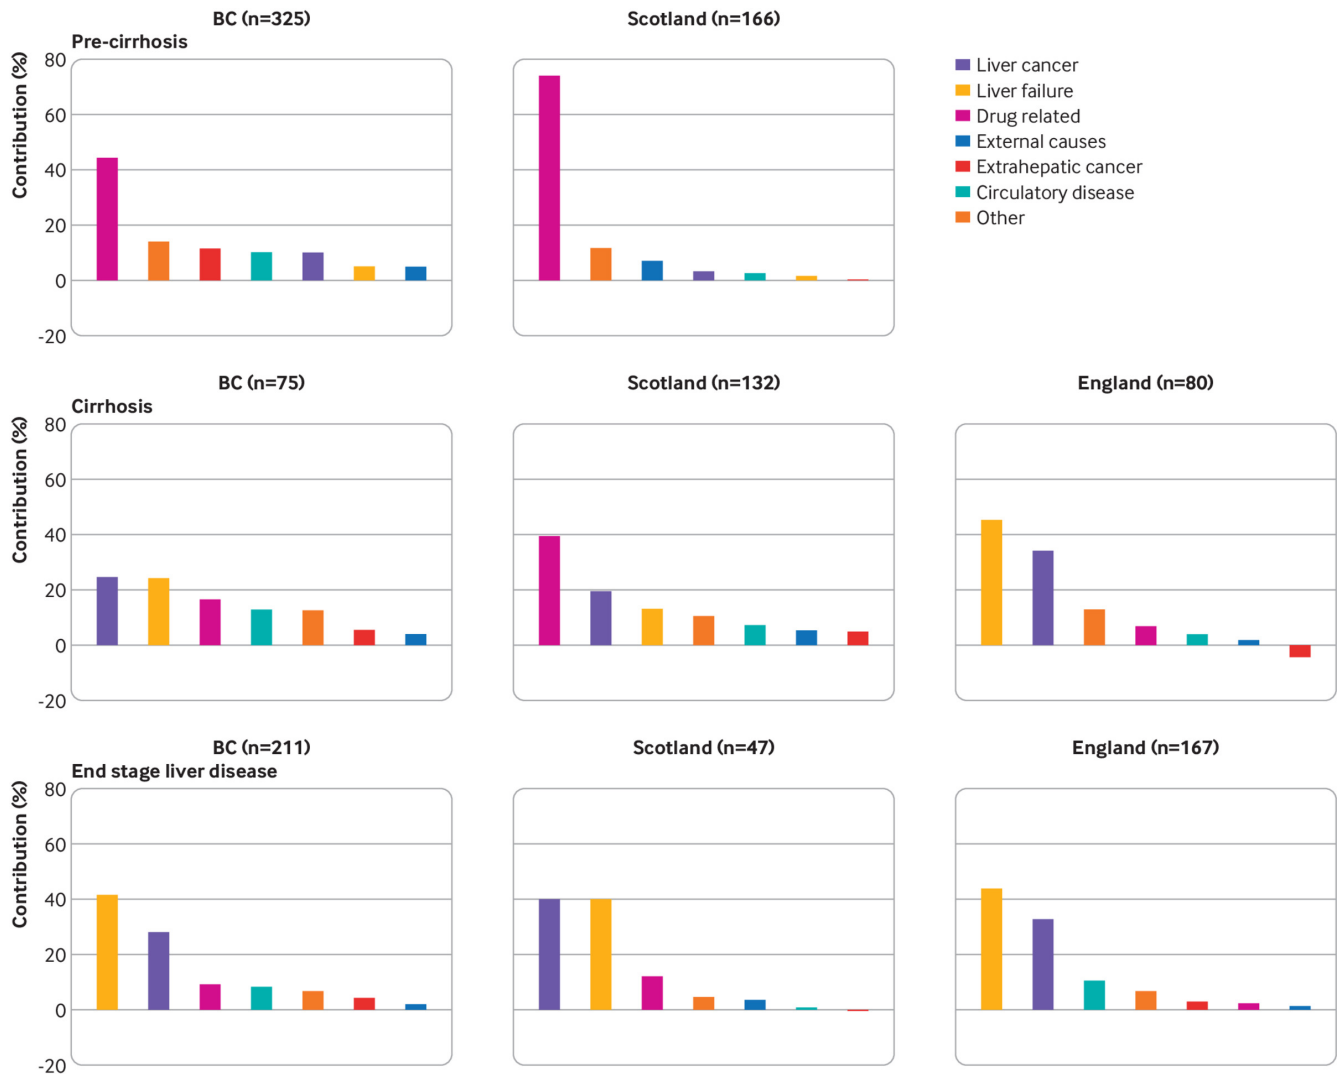 BC (n=325)
Scotland (n=166)
Pre-cirrhosis
Contribution (%)
80
60
40
20
0
-20
Liver cancer
Liver failure
Drug related
External causes
Extrahepatic cancer
Circulatory disease
Other
BC (n=75)
Scotland (n=132)
England (n=80)
Cirrhosis
Contribution (%)
80
60
40
20
0
-20
BC (n=211)
Scotland (n=47)
England (n=167)
End stage liver disease
Contribution (%)
80
60
40
20
0
-20